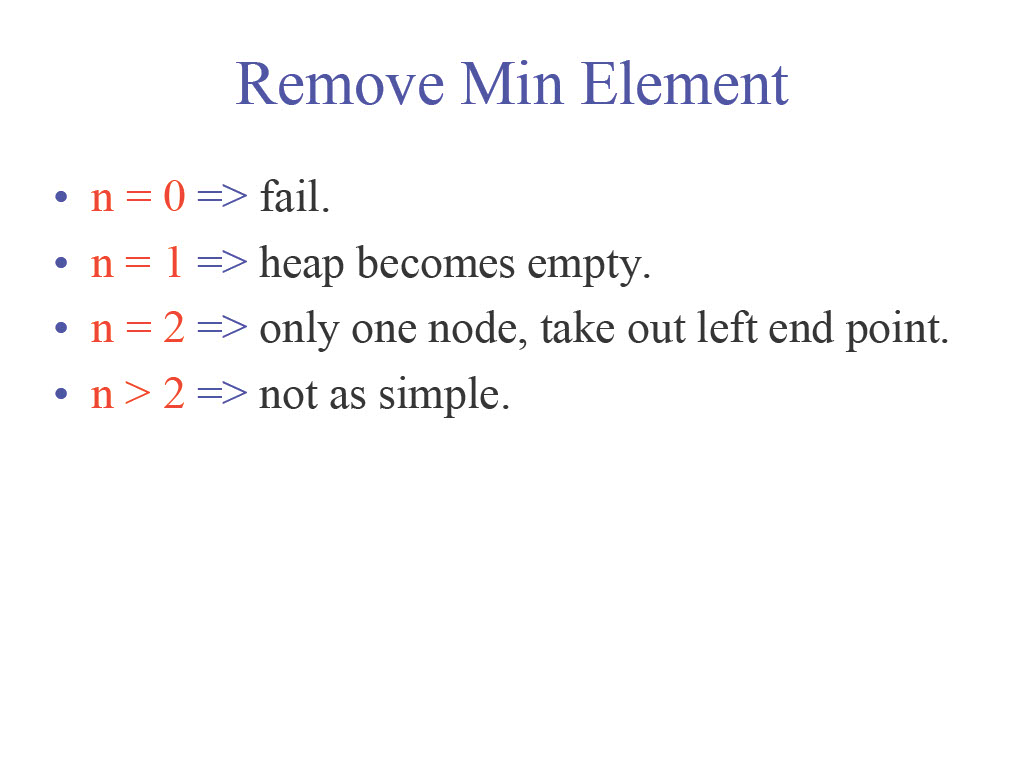 Remove Min Element
• n = 0 => fail.
• n = 1 => heap becomes empty.
• n = 2 => only one node, take out left end point.
• n > 2 => not as simple.